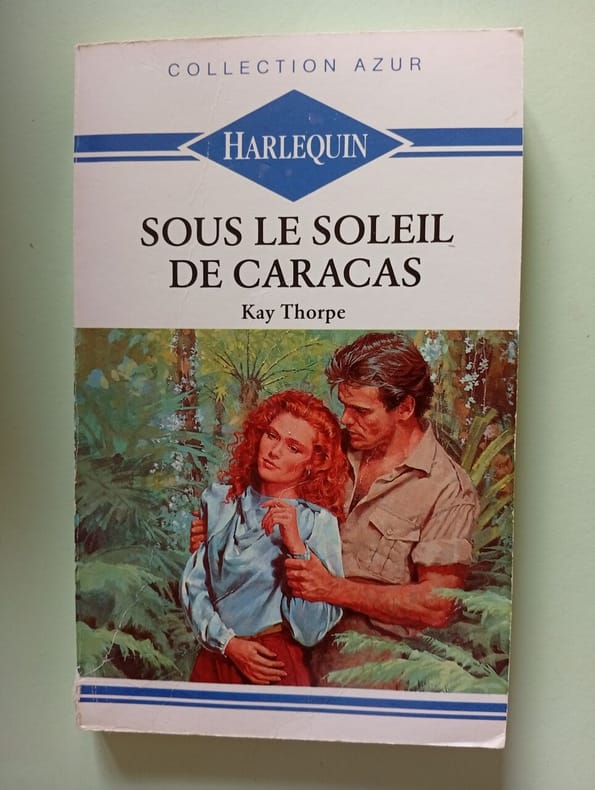 COLLECTION AZUR
HARLEQUIN
SOUS LE SOLEIL
DE CARACAS
Kay Thorpe